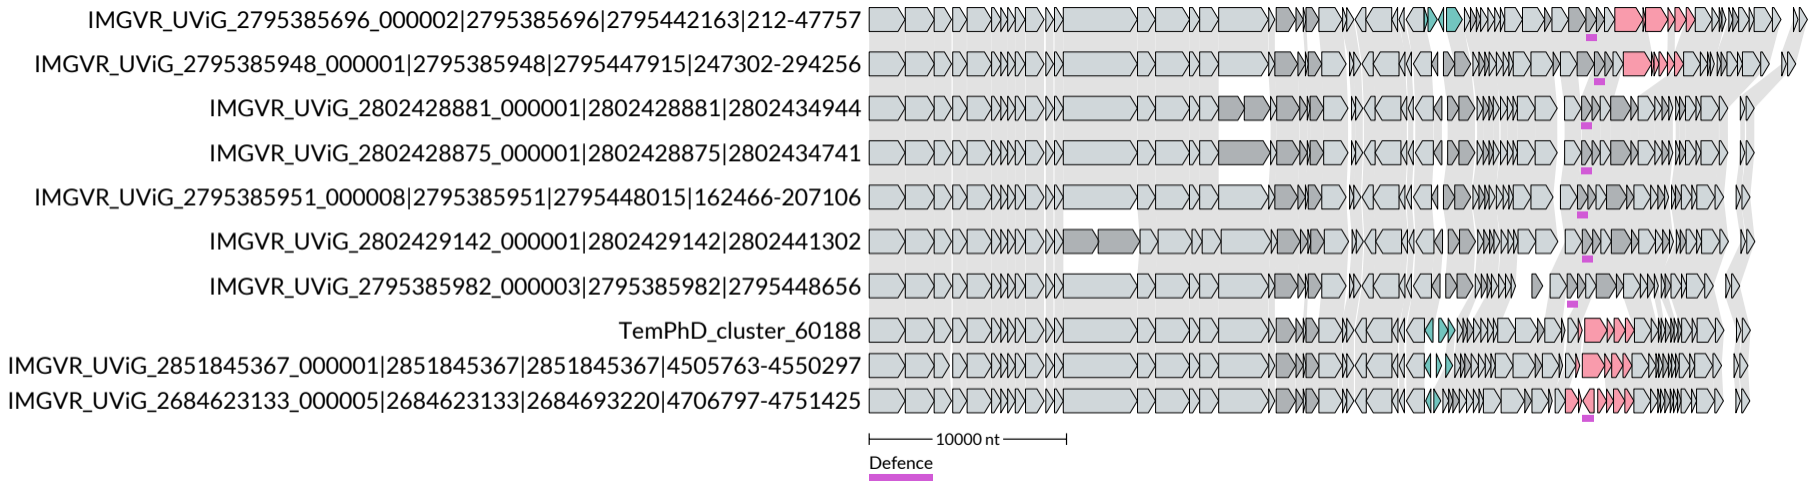 IMGVR_UViG_2795385696_000002|2795385696|2795442163|212-47757
IMGVR_UViG_2795385948_000001|2795385948|2795447915|247302-294256
IMGVR_UViG_2802428881_000001|2802428881|2802434944
IMGVR_UViG_2802428875_000001|2802428875|2802434741
IMGVR_UViG_2795385951_000008|2795385951|2795448015|162466-207106
IMGVR_UViG_2802429142_000001|2802429142|2802441302
IMGVR_UViG_2795385982_000003|2795385982|2795448656
TemPhD_cluster_60188
IMGVR_UViG_2851845367_000001|2851845367|2851845367|4505763-4550297
IMGVR_UViG_2684623133_000005|2684623133|2684693220|4706797-4751425
10000 nt
Defence